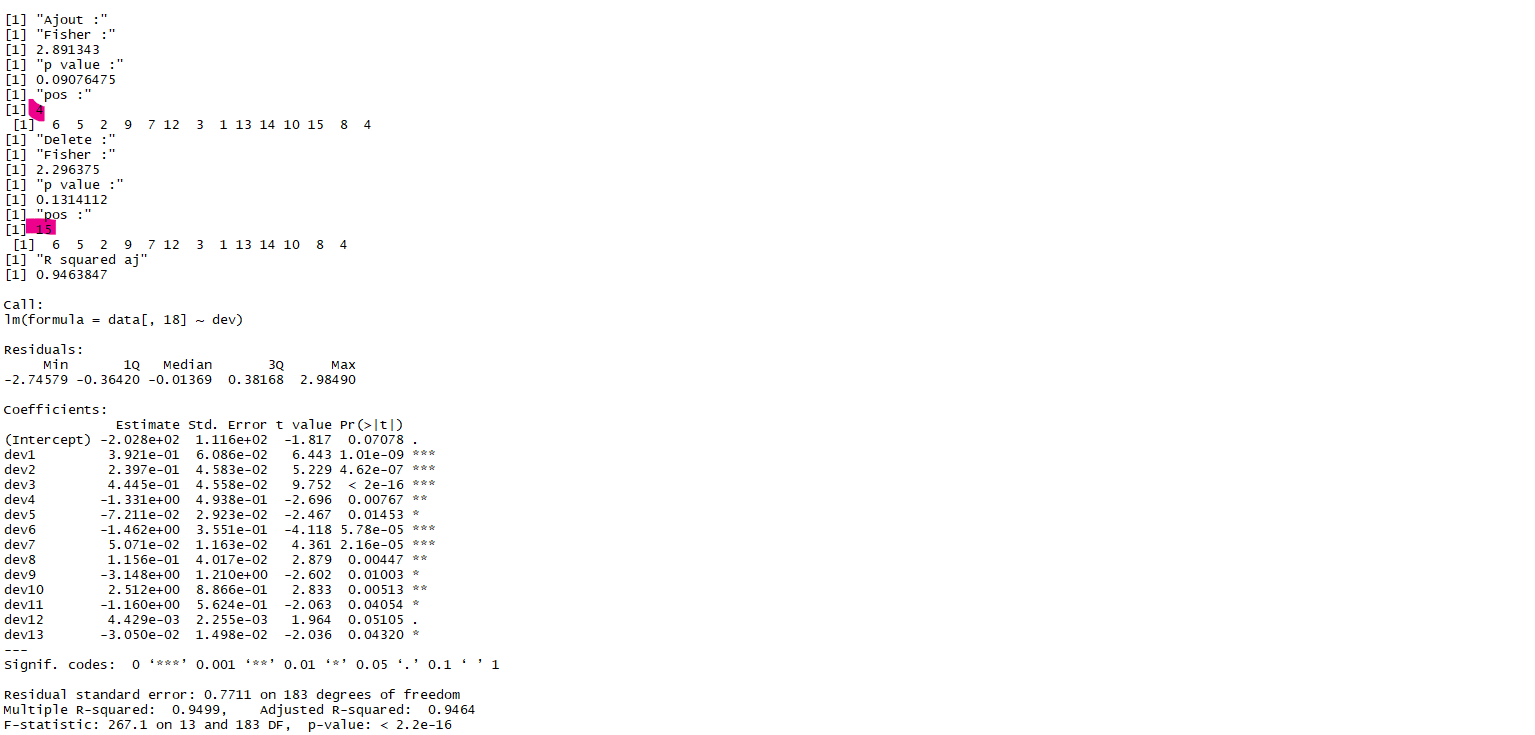 [1] "Ajout :"
[1] "Fisher :"
[1] 2.891343
[1] "p value :"
[1] 0.09076475
[1] "pos :"
[1] 4
[1] 6 5 2 9 7 12 3 1 13 14 10 15 8 4
[1] "Delete :"
[1] "Fisher :"
[1] 2.296375
[1] "p value :"
[1] 0.1314112
[1] "pos :"
[1] 15
[1] 6 5 2 9 7 12 3 1 13 14 10 8 4
[1] "R squared aj"
[1] 0.9463847
Call:
lm(formula = data[, 18] ~ dev)
Residuals:
Min 1Q Median 3Q Max
-2.74579 -0.36420 -0.01369 0.38168 2.98490
Coefficients:
Estimate Std. Error t value Pr(>|t|)
(Intercept) -2.028e+02 1.116e+02 -1.817 0.07078 .
dev1 3.921e-01 6.086e-02 6.443 1.01e-09 ***
dev2 2.397e-01 4.583e-02 5.229 4.62e-07 ***
dev3 4.445e-01 4.558e-02 9.752 < 2e-16 ***
dev4 -1.331e+00 4.938e-01 -2.696 0.00767 **
dev5 -7.211e-02 2.923e-02 -2.467 0.01453 *
dev6 -1.462e+00 3.551e-01 -4.118 5.78e-05 ***
dev7 5.071e-02 1.163e-02 4.361 2.16e-05 ***
dev8 1.156e-01 4.017e-02 2.879 0.00447 **
dev9 -3.148e+00 1.210e+00 -2.602 0.01003 *
dev10 2.512e+00 8.866e-01 2.833 0.00513 **
dev11 -1.160e+00 5.624e-01 -2.063 0.04054 *
dev12 4.429e-03 2.255e-03 1.964 0.05105 .
dev13 -3.050e-02 1.498e-02 -2.036 0.04320 *
---
Signif. codes: 0 ‘***’ 0.001 ‘**’ 0.01 ‘*’ 0.05 ‘.’ 0.1 ‘ ’ 1
Residual standard error: 0.7711 on 183 degrees of freedom
Multiple R-squared: 0.9499, Adjusted R-squared: 0.9464
F-statistic: 267.1 on 13 and 183 DF, p-value: < 2.2e-16